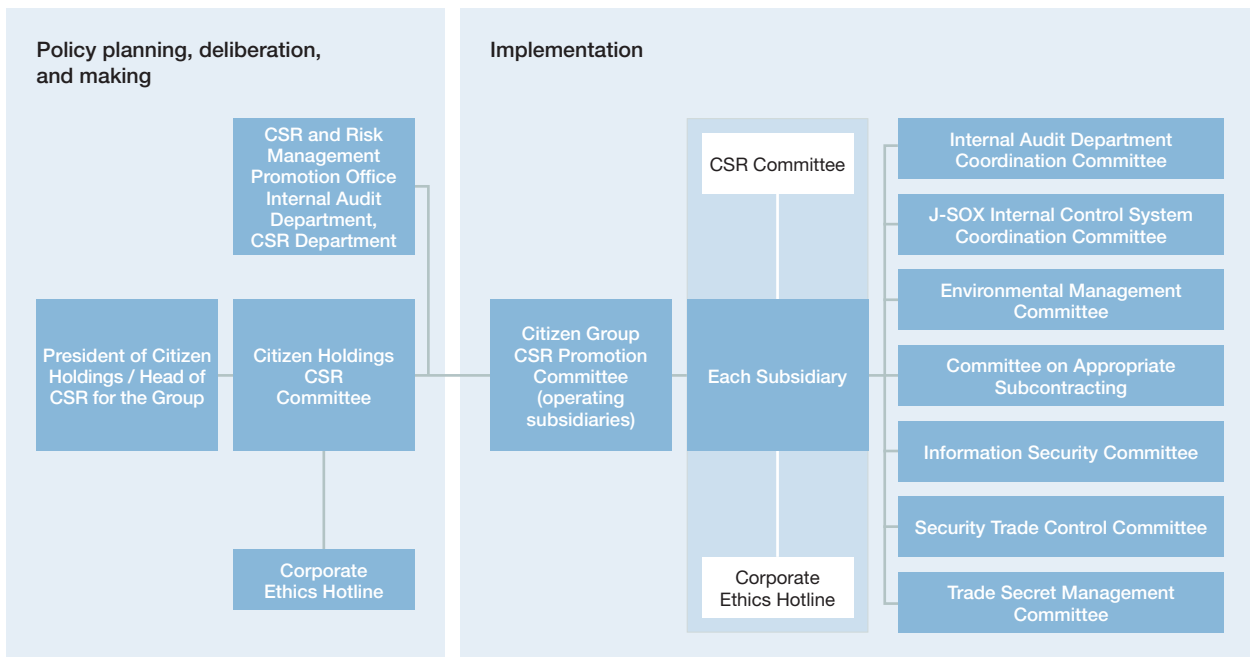 Policy planning, deliberation,
and making
CSR and Risk
Management
Promotion Office
Internal Audit
Department,
CSR Department
President of Citizen
Holdings / Head of
CSR for the Group
Citizen Holdings
CSR
Committee
Corporate
Ethics Hotline
Implementation
Citizen Group
CSR Promotion
Committee
(operating
subsidiaries)
CSR Committee
Each Subsidiary
Corporate
Ethics Hotline
Internal Audit Department
Coordination Committee
J-SOX Internal Control System
Coordination Committee
Environmental Management
Committee
Committee on Appropriate
Subcontracting
Information Security Committee
Security Trade Control Committee
Trade Secret Management
Committee